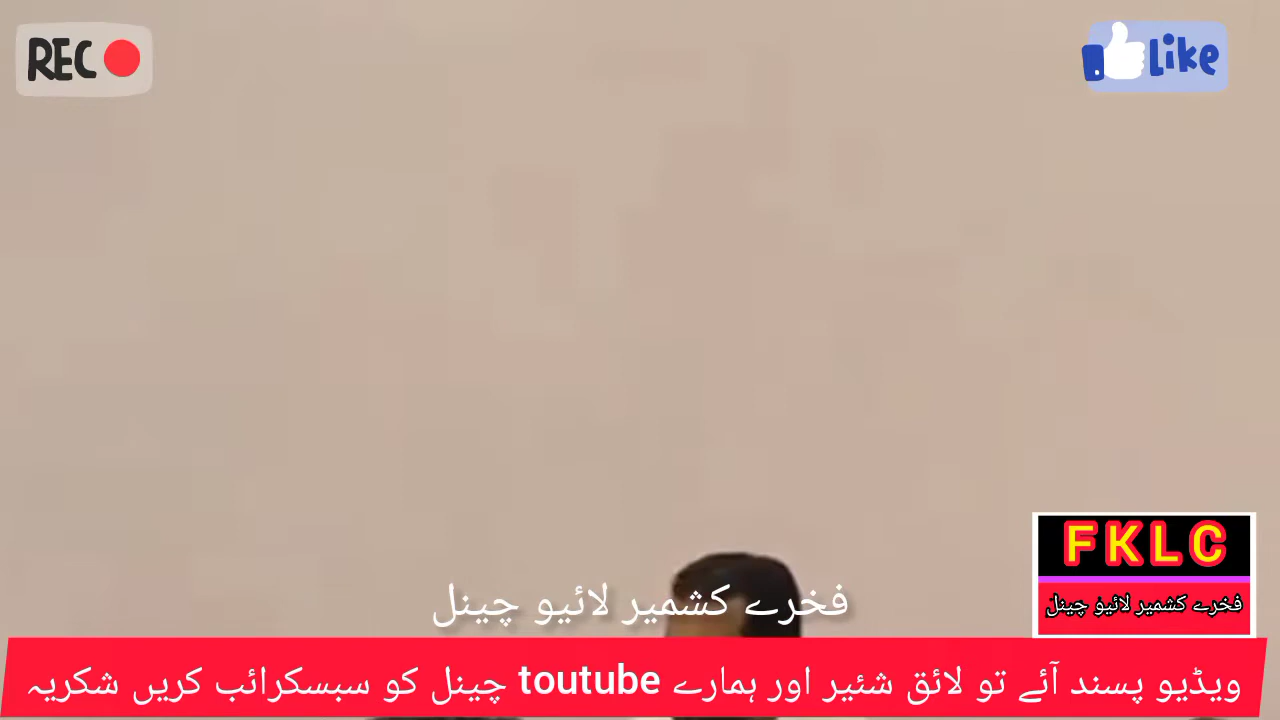 REC
Like
FKLC
فخرے کشمیر لائیو چینل
فخرے کشمیر لائیو چینل
ویڈیو پسند آئے تو لائق شئیر اور ہمارے toutube چینل کو سبسکرائب کریں شکریہ